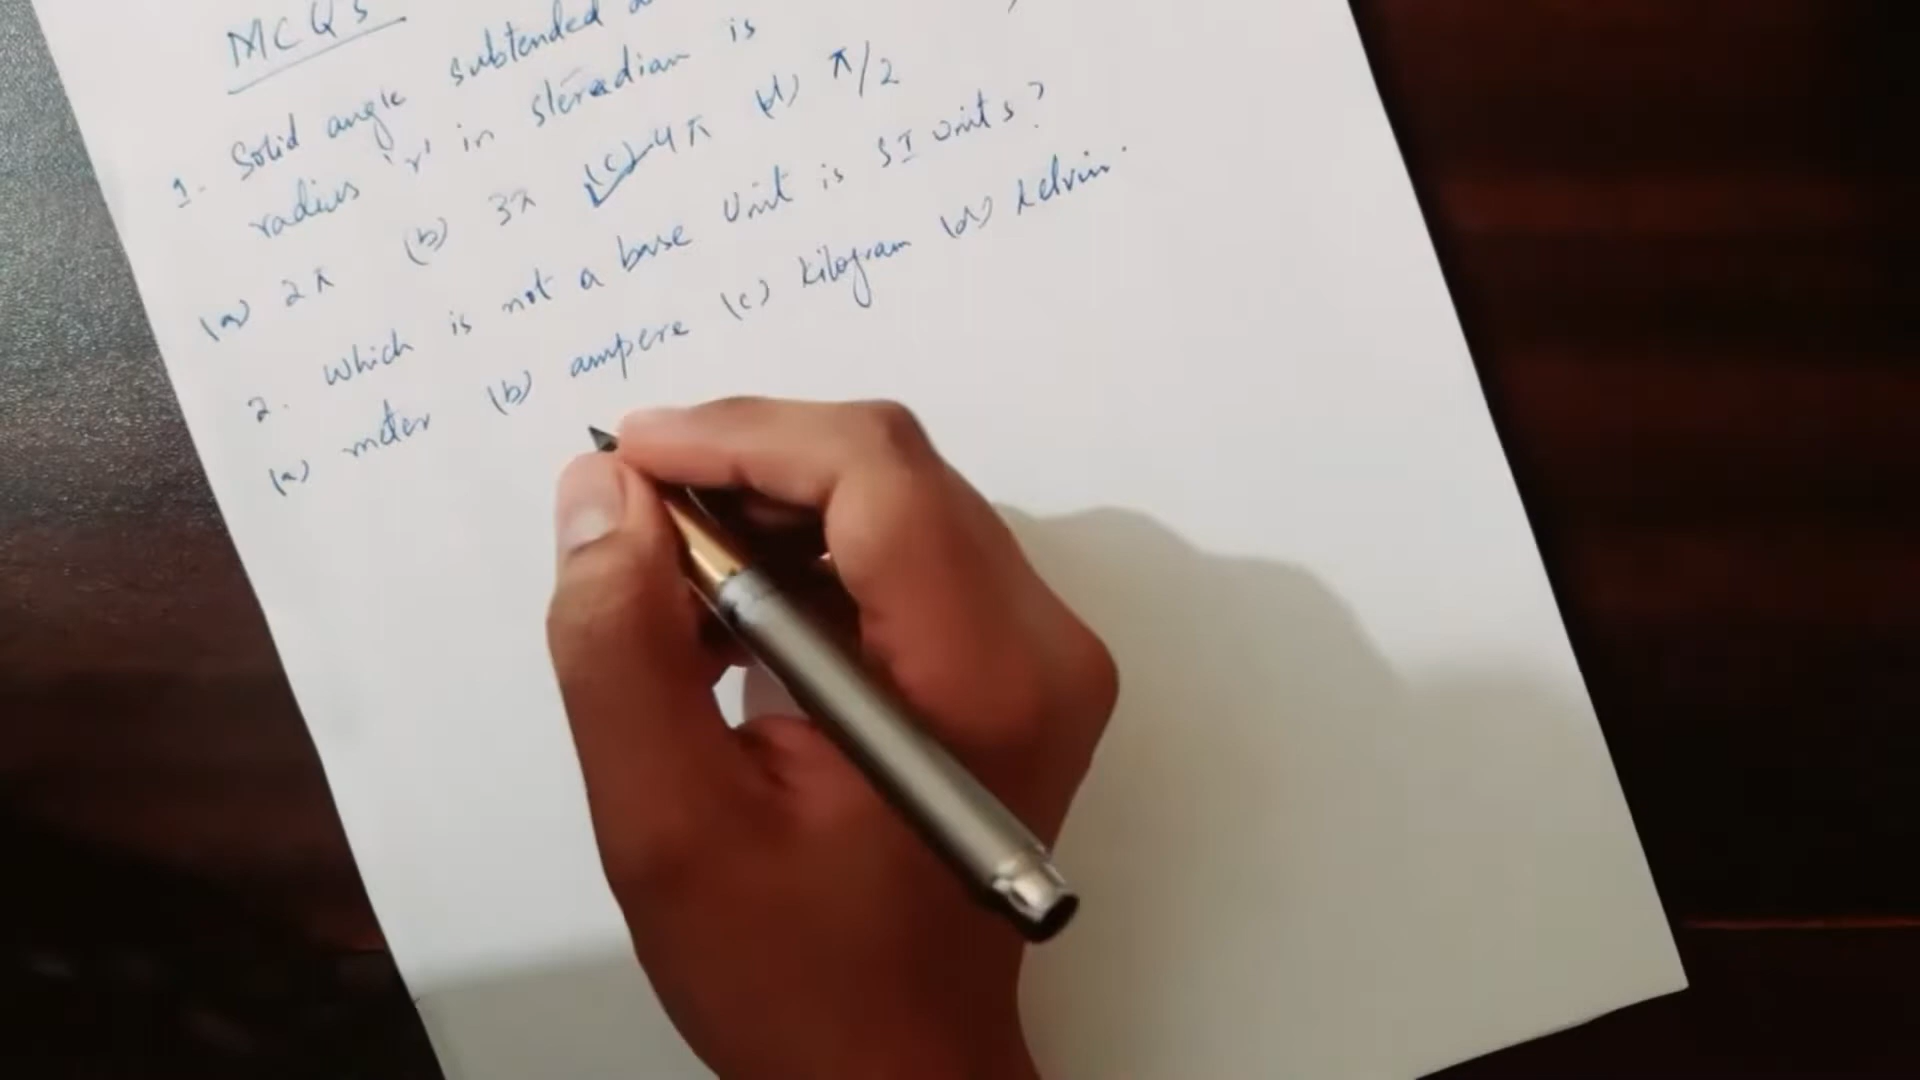 MCQs
1. Solid angle subtended
radius 'r' in steradian is
(a) 2π (b) 3π (c) 4π (d) π/2
2. Which is not a base Unit is SI Units?
(a) meter (b) ampere (c) kilogram (d) kelvin.